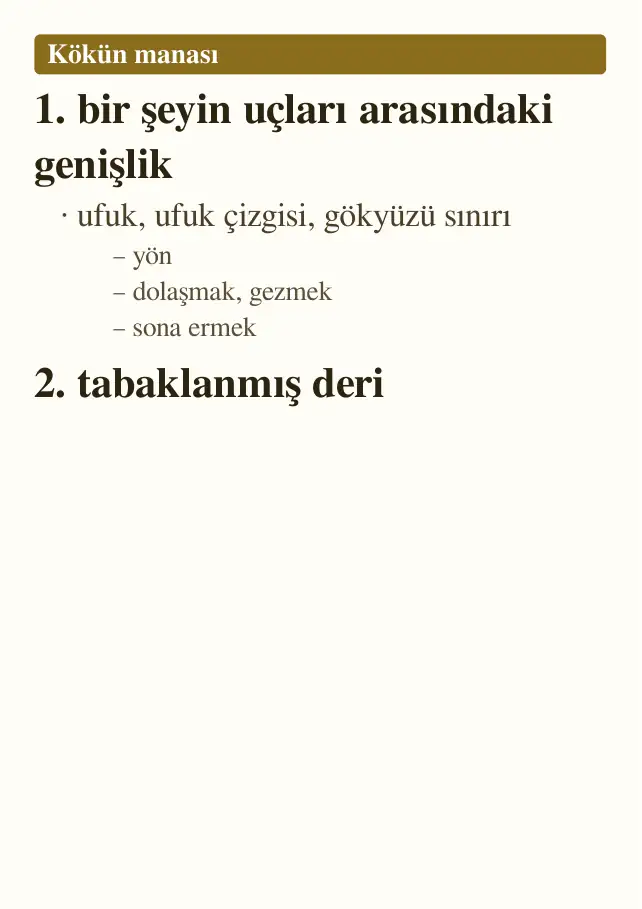 Kökün manası
1. bir şeyin uçları arasındaki
genişlik
· ufuk, ufuk çizgisi, gökyüzü sınırı
– yön
– dolaşmak, gezmek
– sona ermek
2. tabaklanmış deri